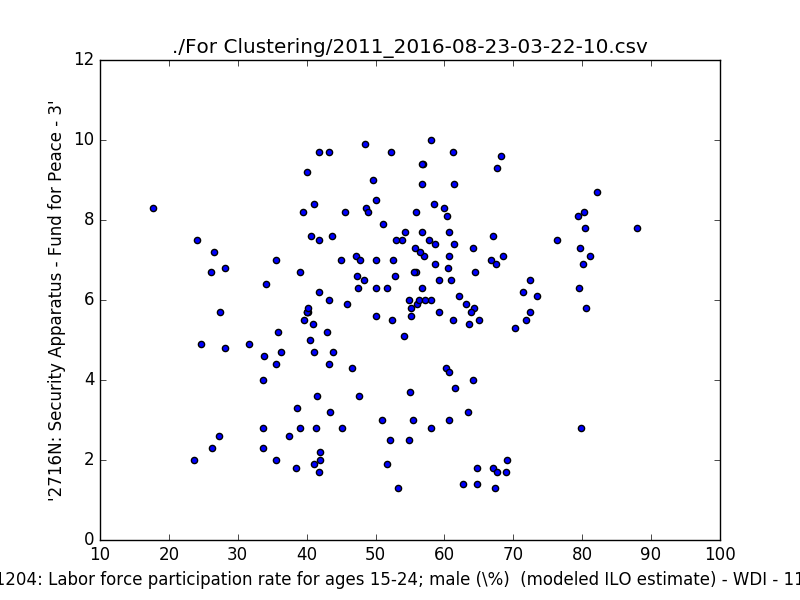 ./For Clustering/2011_2016-08-23-03-22-10.csv
'2716N: Security Apparatus - Fund for Peace - 3'
12
10
8
6
4
2
0
10 20 30 40 50 60 70 80 90 100
1204: Labor force participation rate for ages 15-24; male (\%) (modeled ILO estimate) - WDI - 11